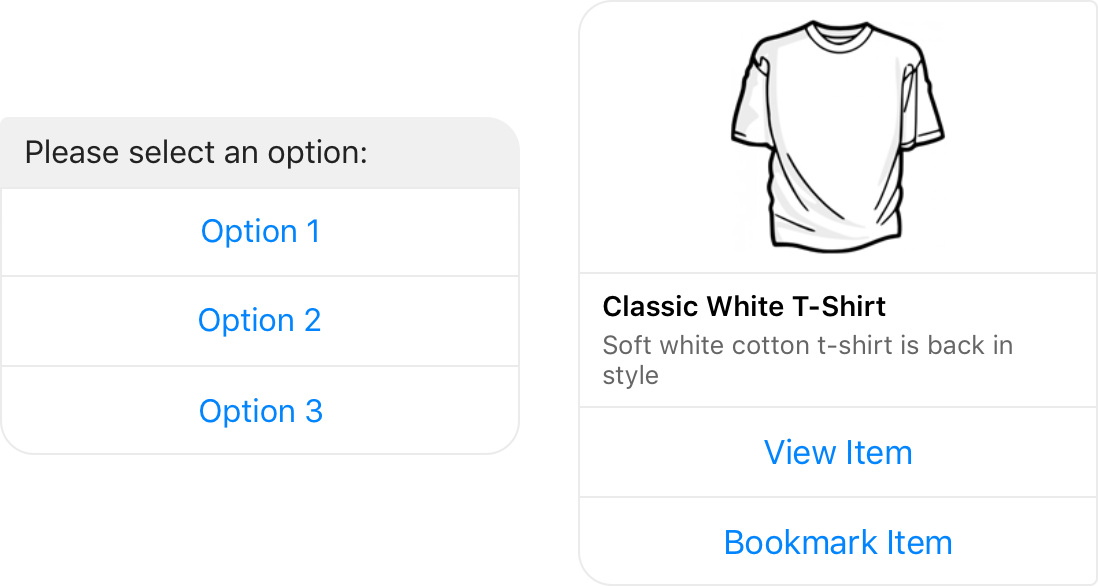 Please select an option:
Option 1
Option 2
Option 3
Classic White T-Shirt
Soft white cotton t-shirt is back in
style
View Item
Bookmark Item